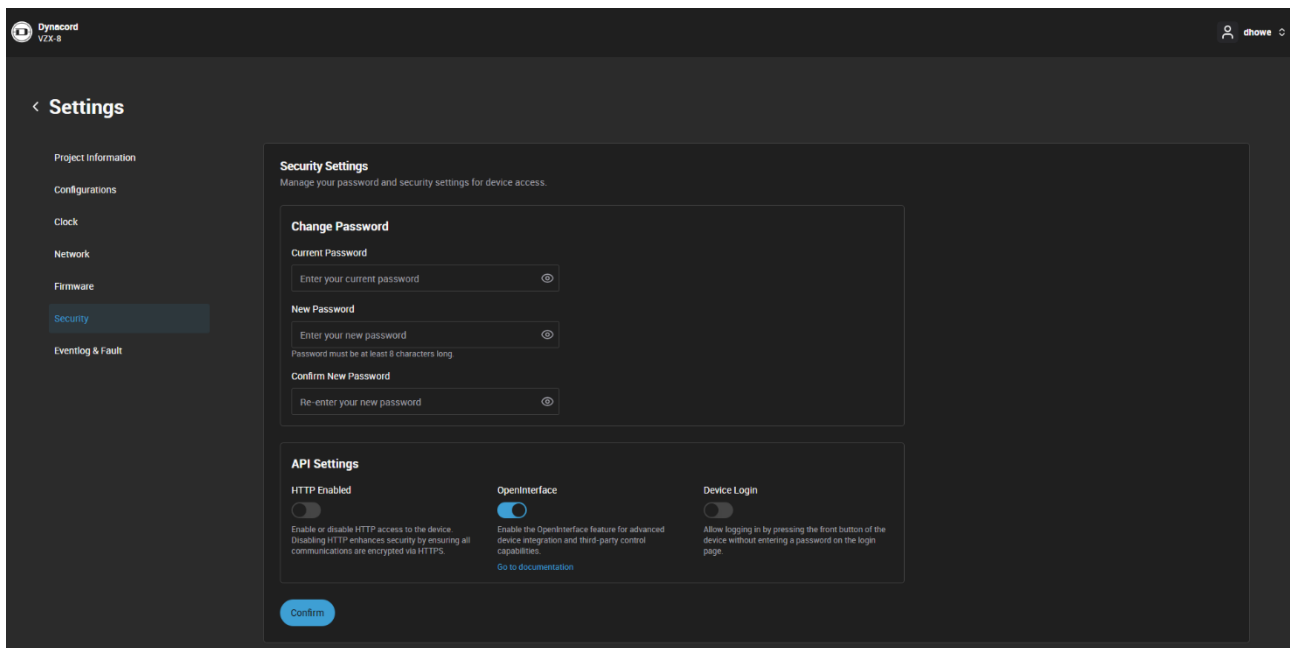 Dynacord
VZX-8
dhowe
Settings
Project Information
Configurations
Clock
Network
Firmware
Security
Eventlog & Fault
Security Settings
Manage your password and security settings for device access.
Change Password
Current Password
Enter your current password
New Password
Enter your new password
Password must be at least 8 characters long.
Confirm New Password
Re-enter your new password
API Settings
HTTP Enabled
Enable or disable HTTP access to the device.
Disabling HTTP enhances security by ensuring all
communications are encrypted via HTTPS.
OpenInterface
Enable the OpenInterface feature for advanced
device integration and third-party control
capabilities.
Go to documentation
Device Login
Allow logging in by pressing the front button of the
device without entering a password on the login
page.
Confirm